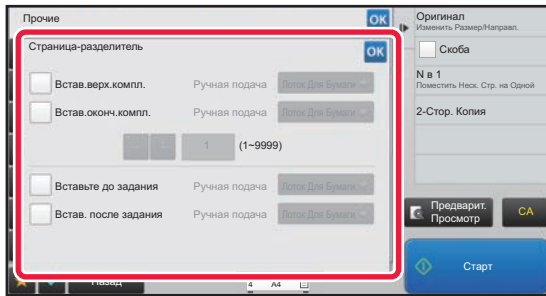 Прочие
OK
Страница-разделитель
OK
Встав.верх.компл.
Ручная подача
Лоток Для Бумаги
Встав.оконч.компл.
Ручная подача
Лоток Для Бумаги
1
(1~9999)
Вставьте до задания
Ручная подача
Лоток Для Бумаги
Встав. после задания
Ручная подача
Лоток Для Бумаги
Назад
4 A4
Оригинал
Изменить Размер/Направл.
Скоба
N в 1
Поместить Неск. Стр. на Одной
2-Стор. Копия
Предварит.
Просмотр
CA
Старт